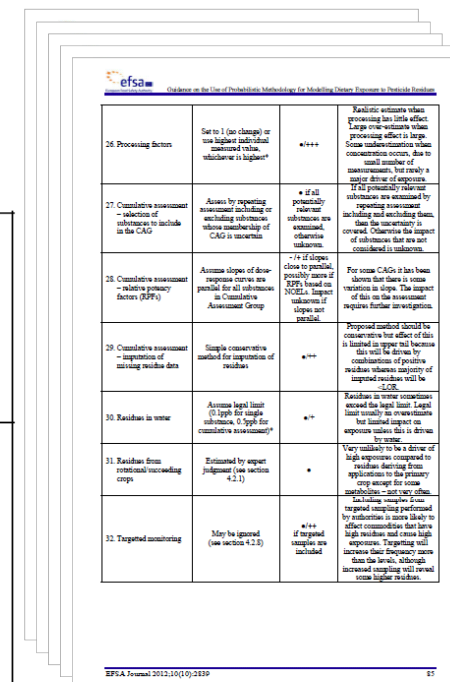 efsa
Guidance on the Use of Probabilistic Methodology for Modelling Dietary Exposure to Pesticide Residues
26. Processing factors
Set to 1 (no change) or
use highest individual
measured value,
whichever is highest*
●/+++
Realistic estimate when
processing has little effect.
Large over-estimate when
processing effect is large.
Some underestimation when
concentration occurs, due to
small number of
measurements, but rarely a
major driver of exposure.
27. Cumulative assessment
– selection of
substances to include
in the CAG
Assess by repeating
assessment including or
excluding substances
whose membership of
CAG is uncertain
● if all
potentially
relevant
substances are
examined,
otherwise
unknown.
If all potentially relevant
substances are examined by
repeating assessment
including and excluding them,
then the uncertainty is
covered. Otherwise the impact
of substances that are not
considered is unknown.
28. Cumulative assessment
– relative potency
factors (RPFs)
Assume slopes of dose-
response curves are
parallel for all substances
in Cumulative
Assessment Group
- /+ if slopes
close to parallel,
possibly more if
RPFs based on
NOELs. Impact
unknown if
slopes not
parallel.
For some CAGs it has been
shown that there is some
variation in slope. The impact
of this on the assessment
requires further investigation.
29. Cumulative assessment
– imputation of
missing residue data
Simple conservative
method for imputation of
residues
●/++
Proposed method should be
conservative but effect of this
is limited in upper tail because
this will be driven by
combinations of positive
residues whereas majority of
imputed residues will be
<LOR.
30. Residues in water
Assume legal limit
(0.1ppb for single
substance, 0.5ppb for
cumulative assessment)*
●/+
Residues in water sometimes
exceed the legal limit. Legal
limit usually an overestimate
but limited impact on
exposure unless this is driven
by water.
31. Residues from
rotational/succeeding
crops
Estimated by expert
judgment (see section
4.2.1)
●
Very unlikely to be a driver of
high exposures compared to
residues deriving from
applications to the primary
crop except for some
metabolites – not very often.
32. Targetted monitoring
May be ignored
(see section 4.2.8)
●/++
if targeted
samples are
included
Including samples from
targeted sampling performed
by authorities is more likely to
affect commodities that have
high residues and cause high
exposures. Targetting will
increase their frequency more
than the levels, although
increased sampling will reveal
some higher residues.
EFSA Journal 2012;10(10):2839
85